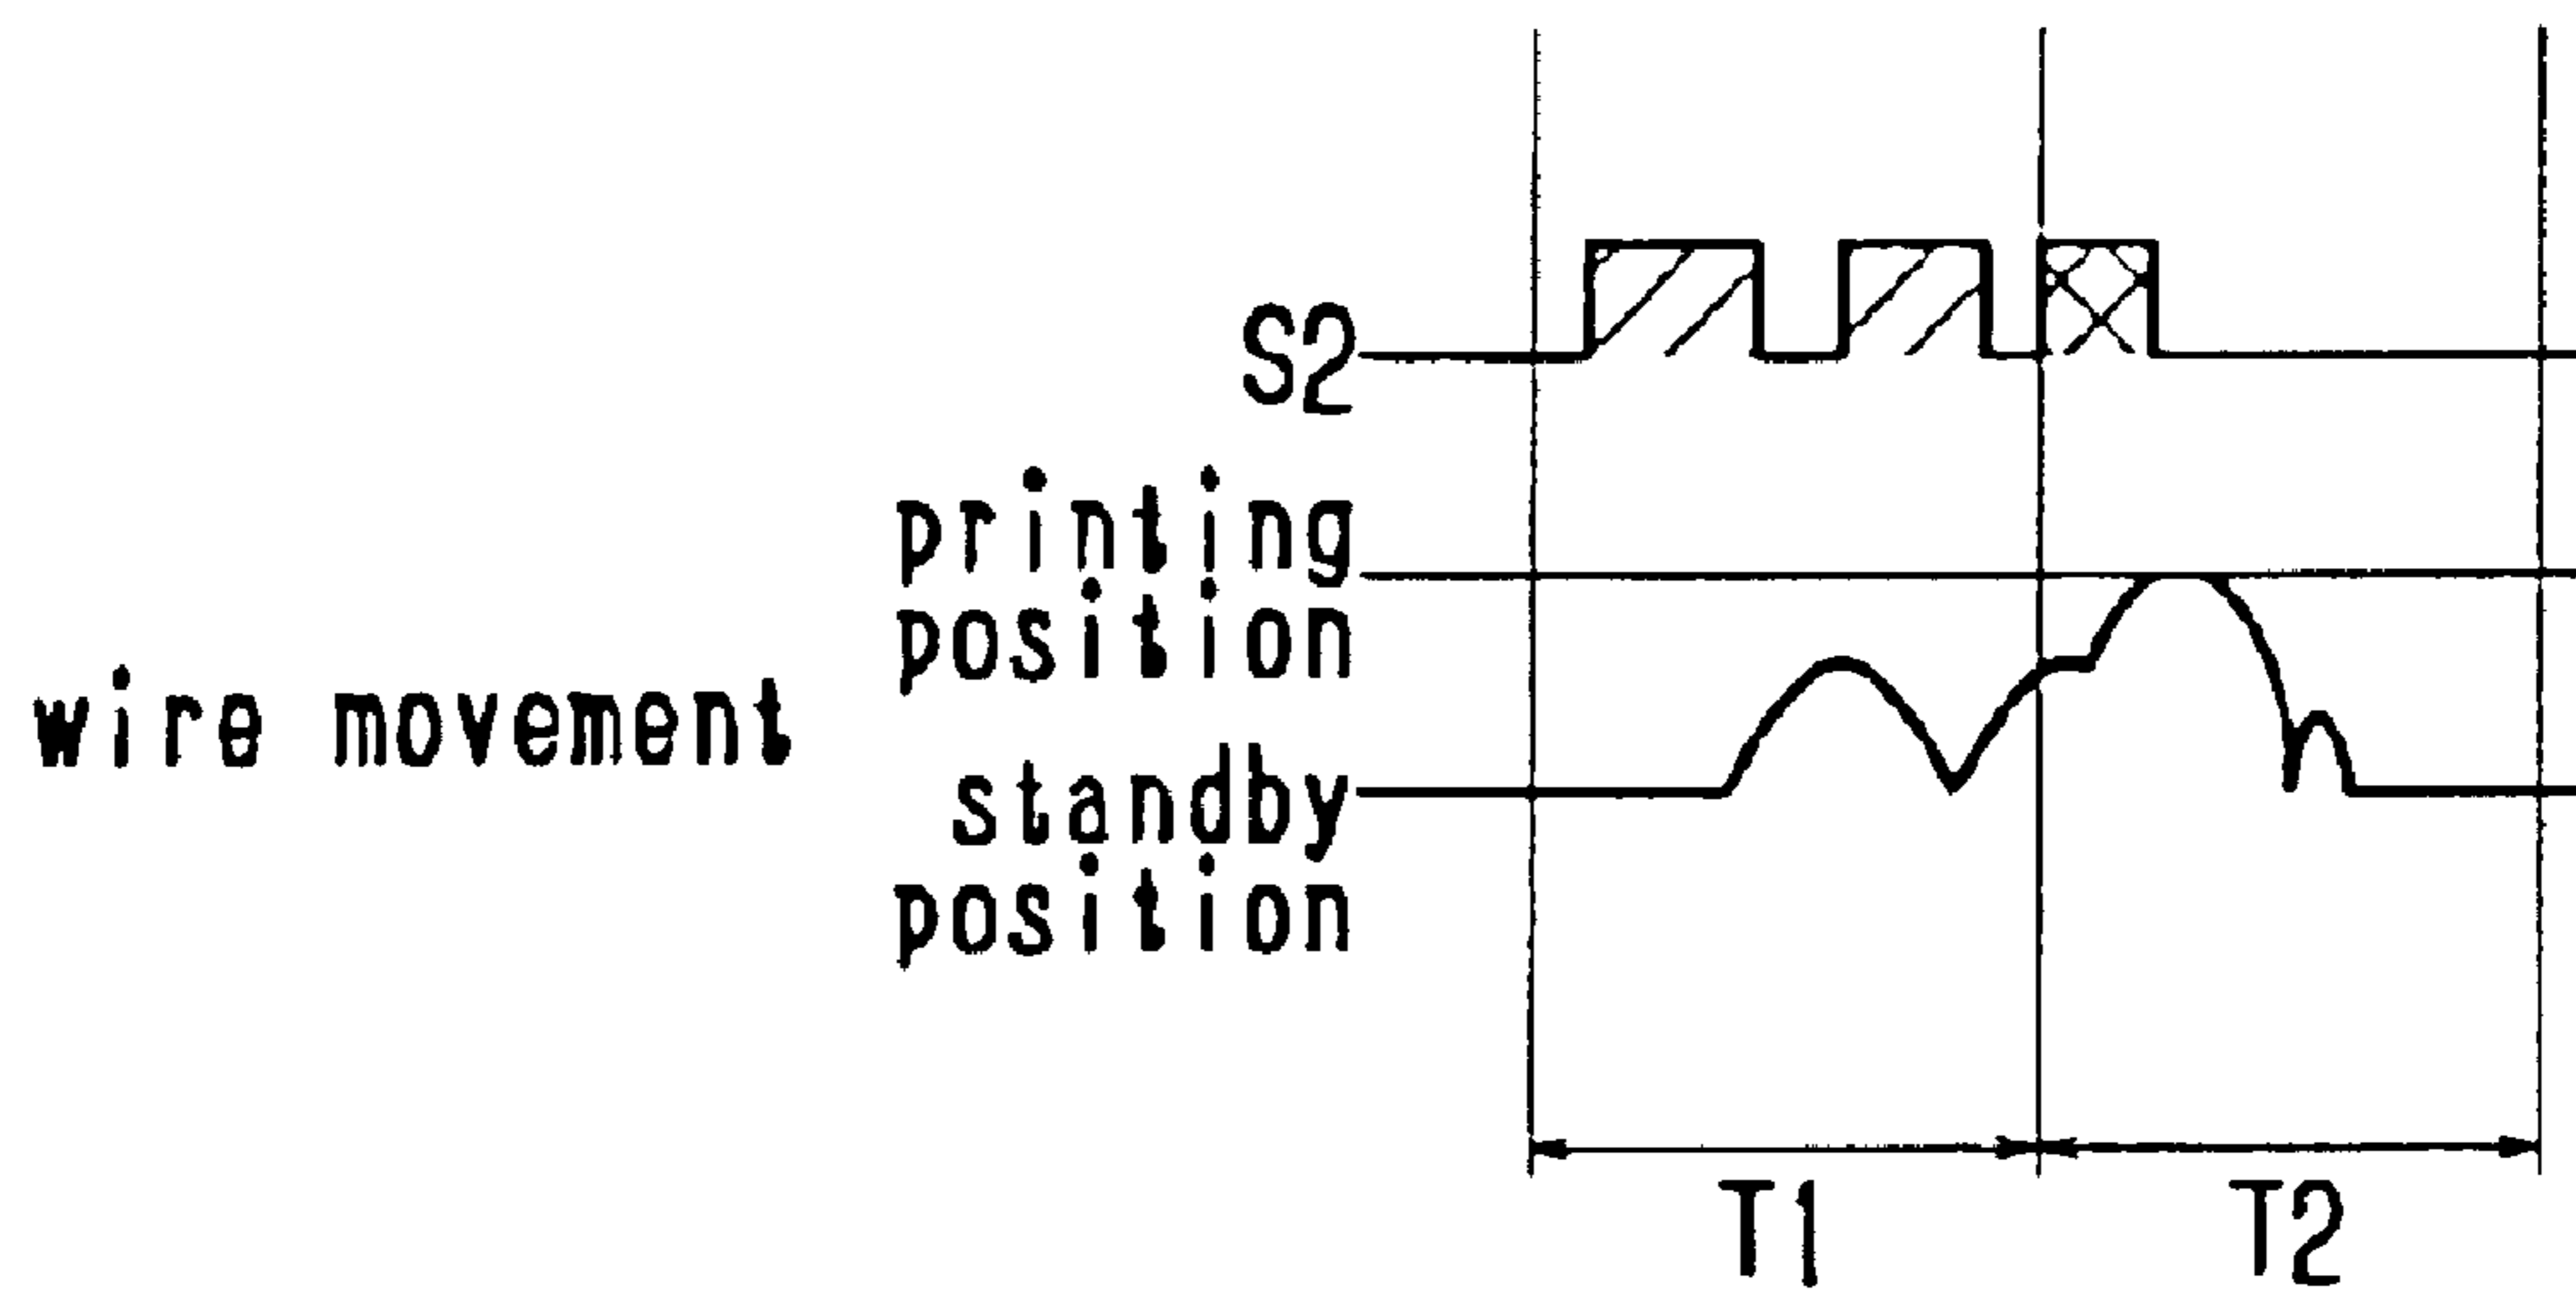 S2
printing
position
wire movement
standby
position
T1
T2